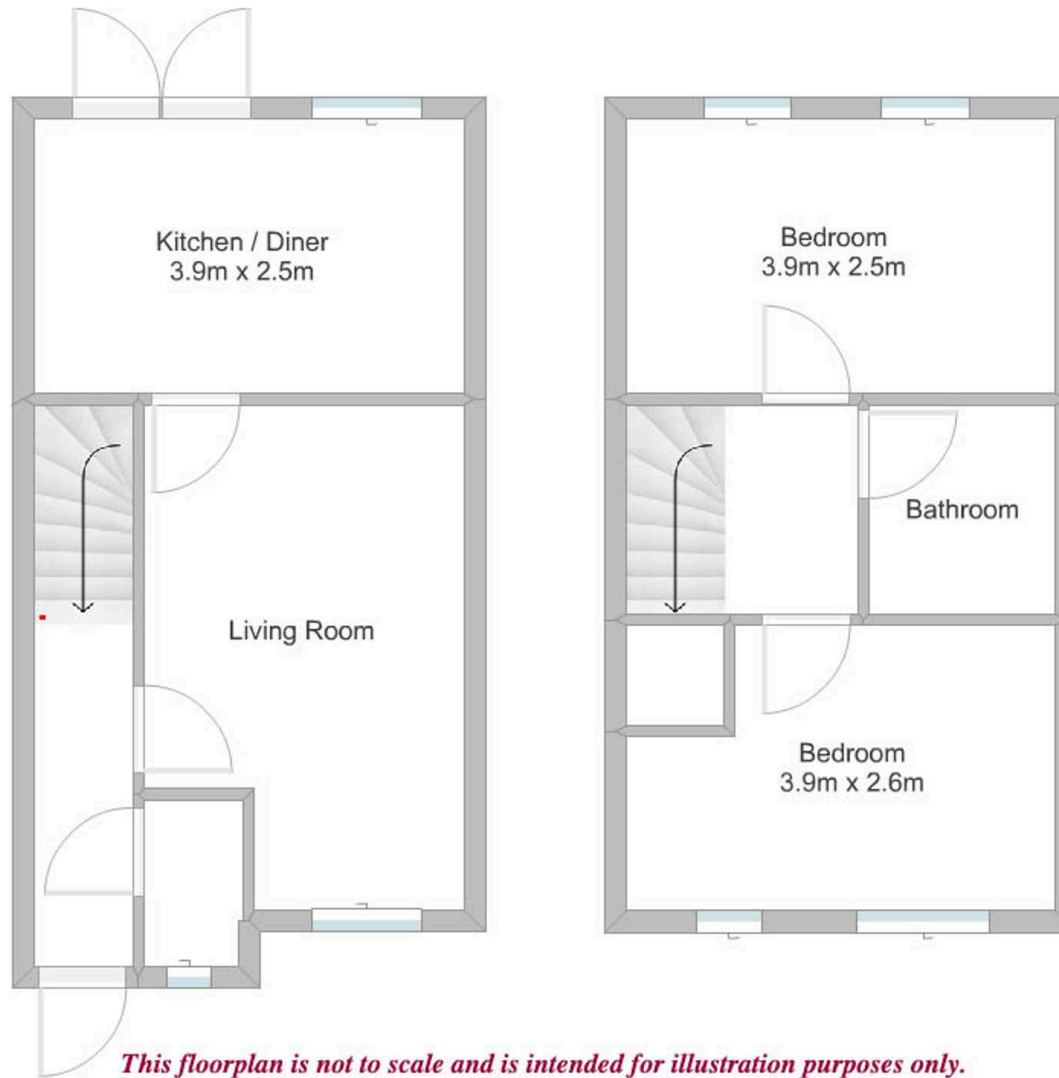 Kitchen / Diner
3.9m x 2.5m
Living Room
Bedroom
3.9m x 2.5m
Bathroom
Bedroom
3.9m x 2.6m
This floorplan is not to scale and is intended for illustration purposes only.